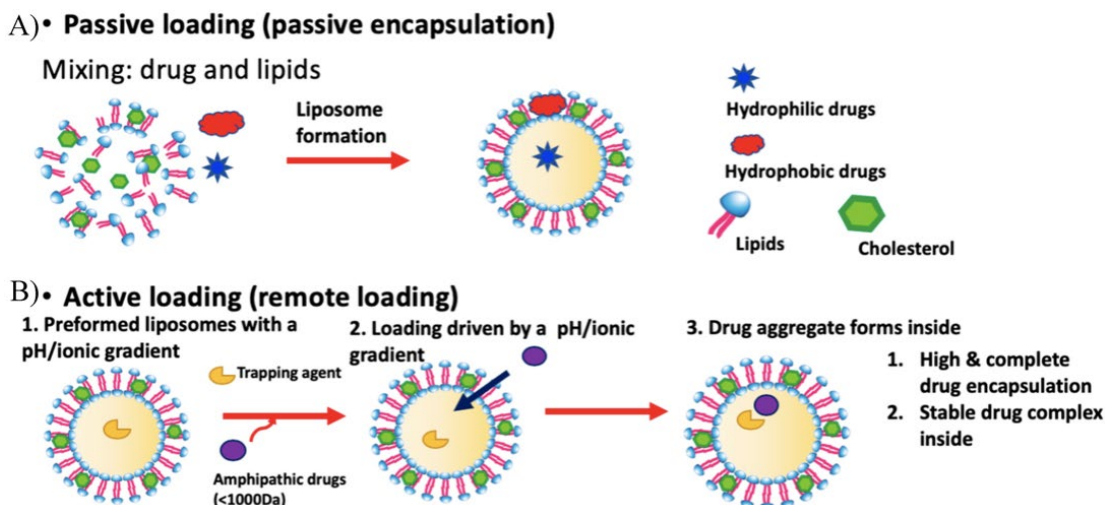 A) • Passive loading (passive encapsulation)
Mixing: drug and lipids
Liposome
formation
Hydrophilic drugs
Hydrophobic drugs
Lipids
Cholesterol
B) • Active loading (remote loading)
1. Preformed liposomes with a
pH/ionic gradient
Trapping agent
Amphipathic drugs
(<1000Da)
2. Loading driven by a pH/ionic
gradient
3. Drug aggregate forms inside
1. High & complete
drug encapsulation
2. Stable drug complex
inside